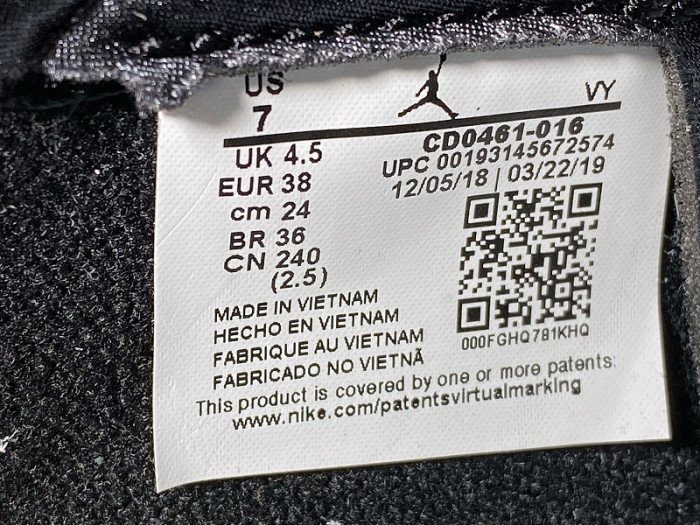 US
7
UK 4.5
EUR 38
cm 24
BR 36
CN 240
(2.5)
VY
CD0461-016
UPC 00193145672574
12/05/18 | 03/22/19
000FGHQ781KHQ
MADE IN VIETNAM
HECHO EN VIETNAM
FABRIQUE AU VIETNAM
FABRICADO NO VIETNÃ
This product is covered by one or more patents:
www.nike.com/patentsvirtualmarking